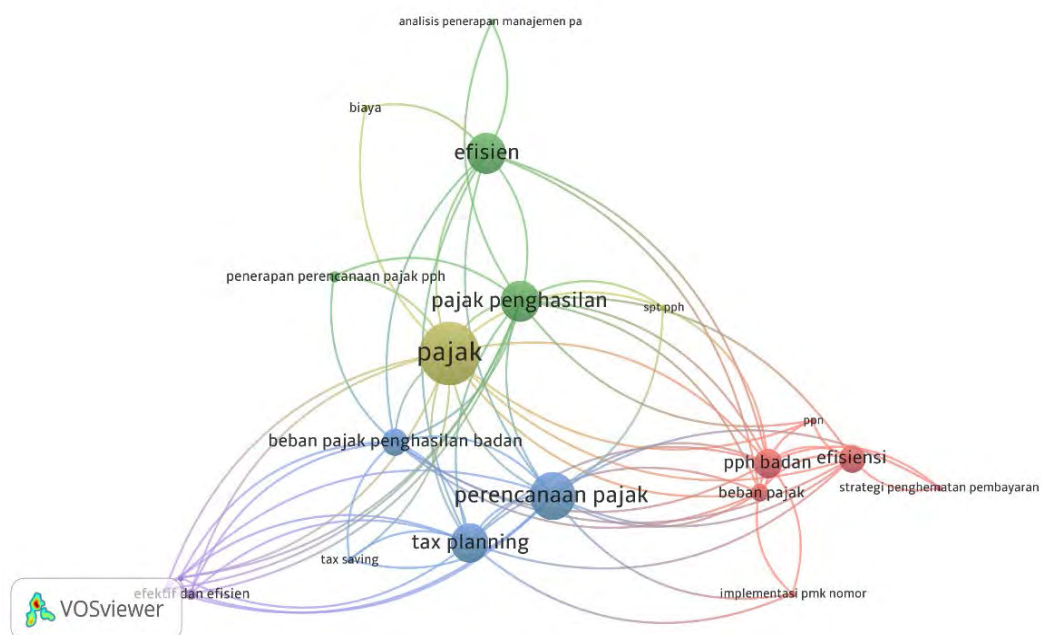 analisis penerapan manajemen pa
biaya
efisien
penerapan perencanaan pajak pph
pajak penghasilan
spt pph
pajak
ppn
beban pajak penghasilan badan
pph badan
efisiensi
beban pajak
strategi penghematan pembayaran
perencanaan pajak
tax planning
tax saving
efektif dan efisien
implementasi pmk nomor
VOSviewer